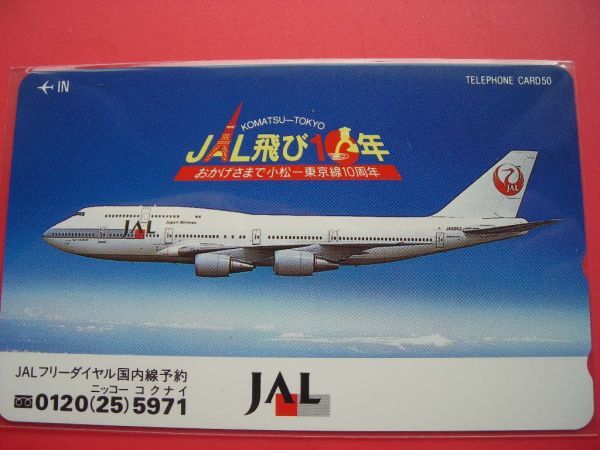 IN
TELEPHONE CARD50
KOMATSU—TOKYO
JAL飛び10年
おかげさまで小松ー東京線10周年
Japan Airlines
JAL
JAL
JALフリーダイヤル国内線予約
ニッコー コクナイ
0120(25)5971
JAL